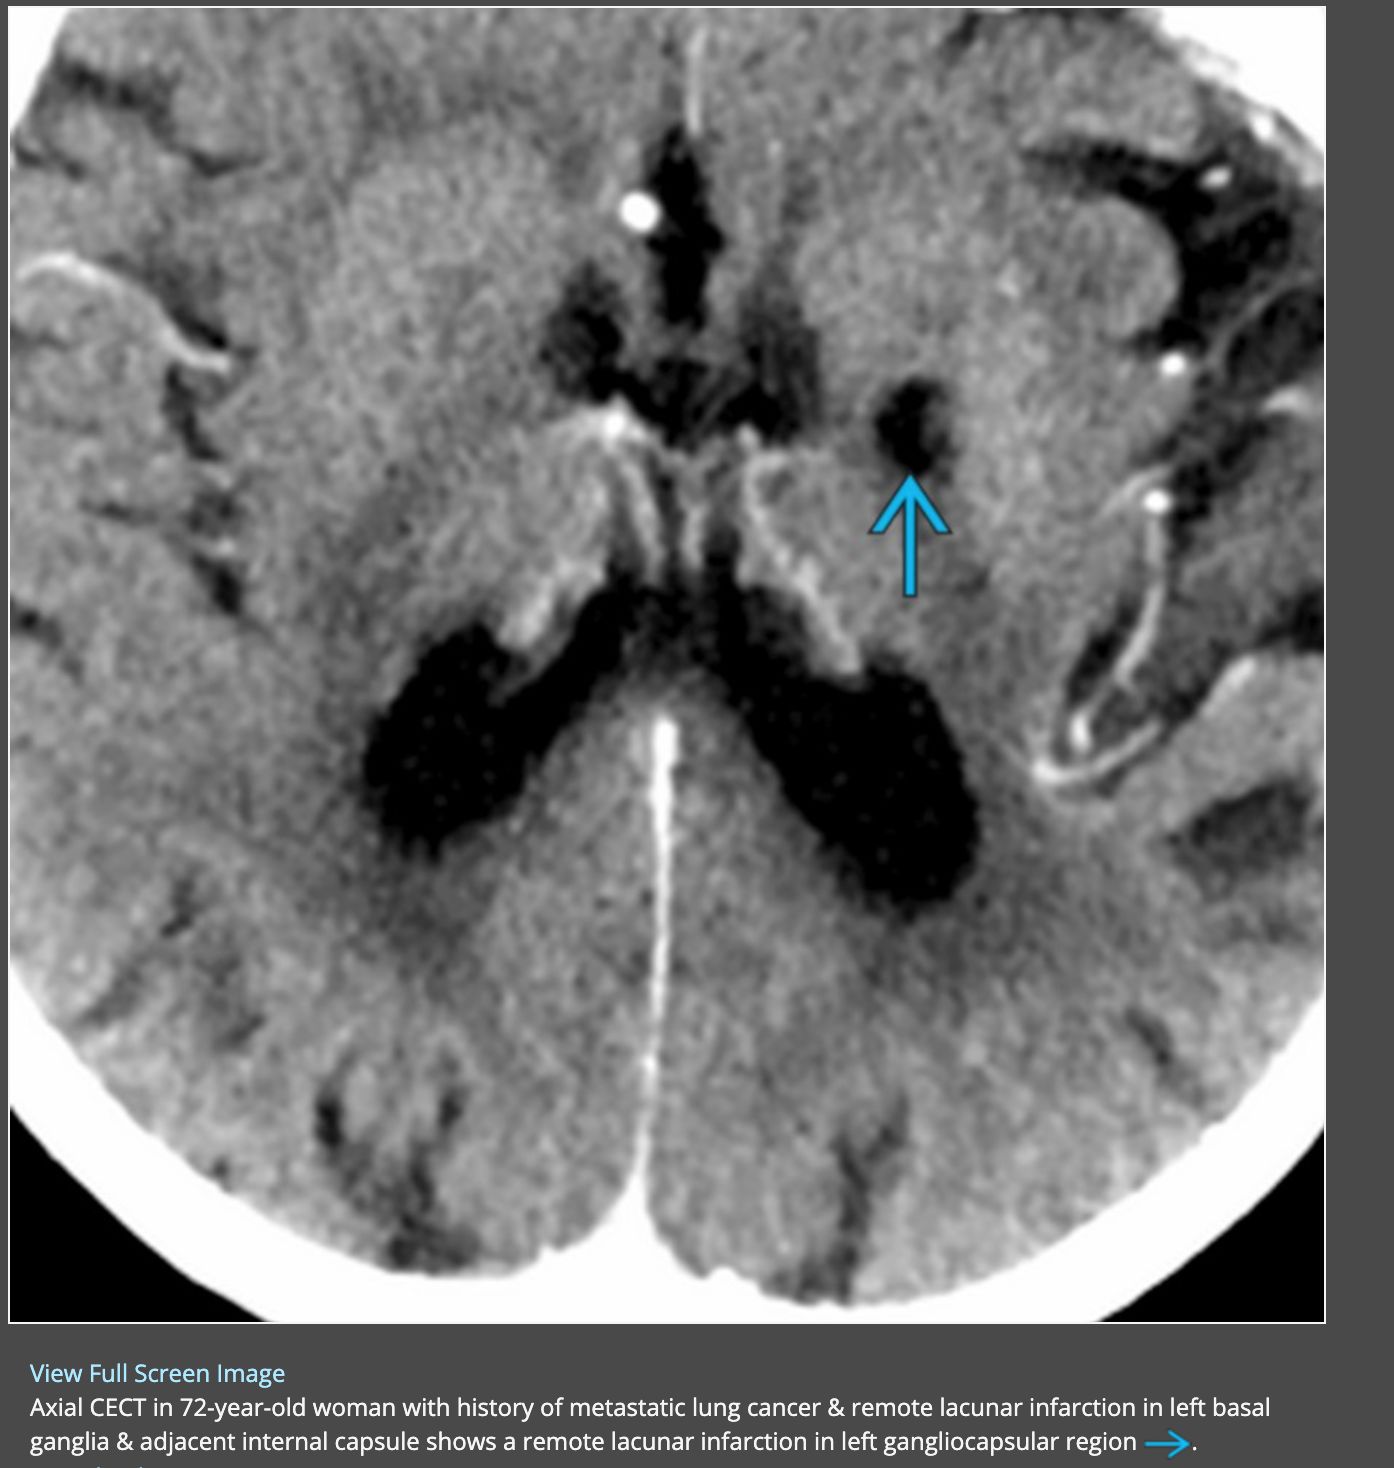 View Full Screen Image
Axial CECT in 72-year-old woman with history of metastatic lung cancer & remote lacunar infarction in left basal
ganglia & adjacent internal capsule shows a remote lacunar infarction in left gangliocapsular region →.